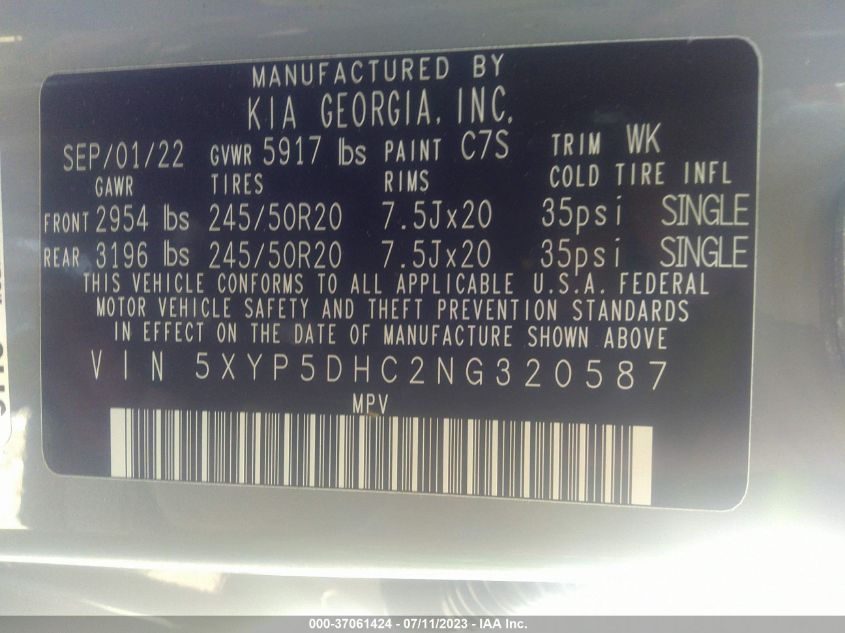 MANUFACTURED BY
KIA GEORGIA, INC.
SEP/01/22 GVWR 5917 lbs PAINT C7S TRIM WK
GAWR TIRES RIMS COLD TIRE INFL
FRONT 2954 lbs 245/50R20 7.5Jx20 35psi SINGLE
REAR 3196 lbs 245/50R20 7.5Jx20 35psi SINGLE
THIS VEHICLE CONFORMS TO ALL APPLICABLE U.S.A. FEDERAL
MOTOR VEHICLE SAFETY AND THEFT PREVENTION STANDARDS
IN EFFECT ON THE DATE OF MANUFACTURE SHOWN ABOVE
VIN 5XYP5DHC2NG320587
MPV
000-37061424 - 07/11/2023 - IAA Inc.